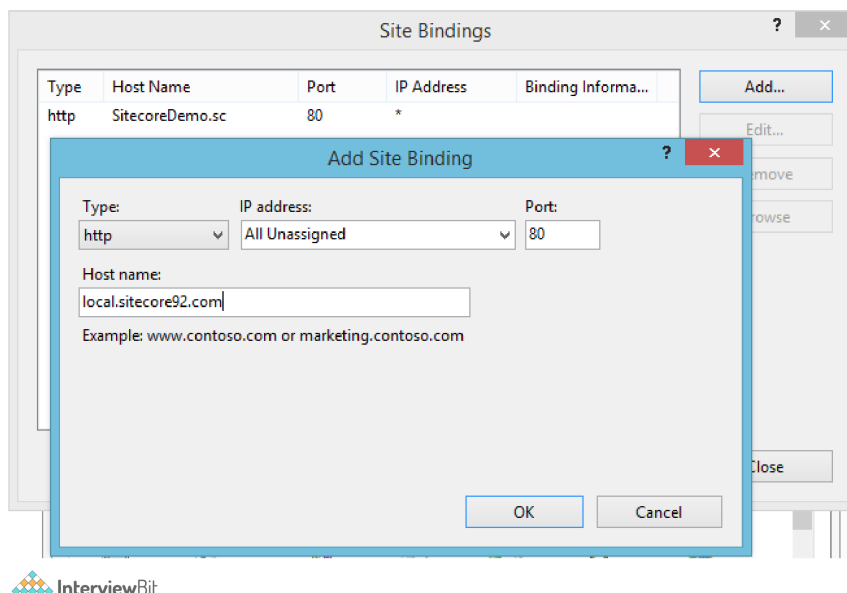 Site Bindings ?
Type Host Name Port IP Address Binding Informa...
http SitecoreDemo.sc 80 *
Add...
Edit...
emove
rowse
Close
Add Site Binding ?
Type: IP address: Port:
http All Unassigned 80
Host name:
local.sitecore92.com
Example: www.contoso.com or marketing.contoso.com
OK Cancel
InterviewBit